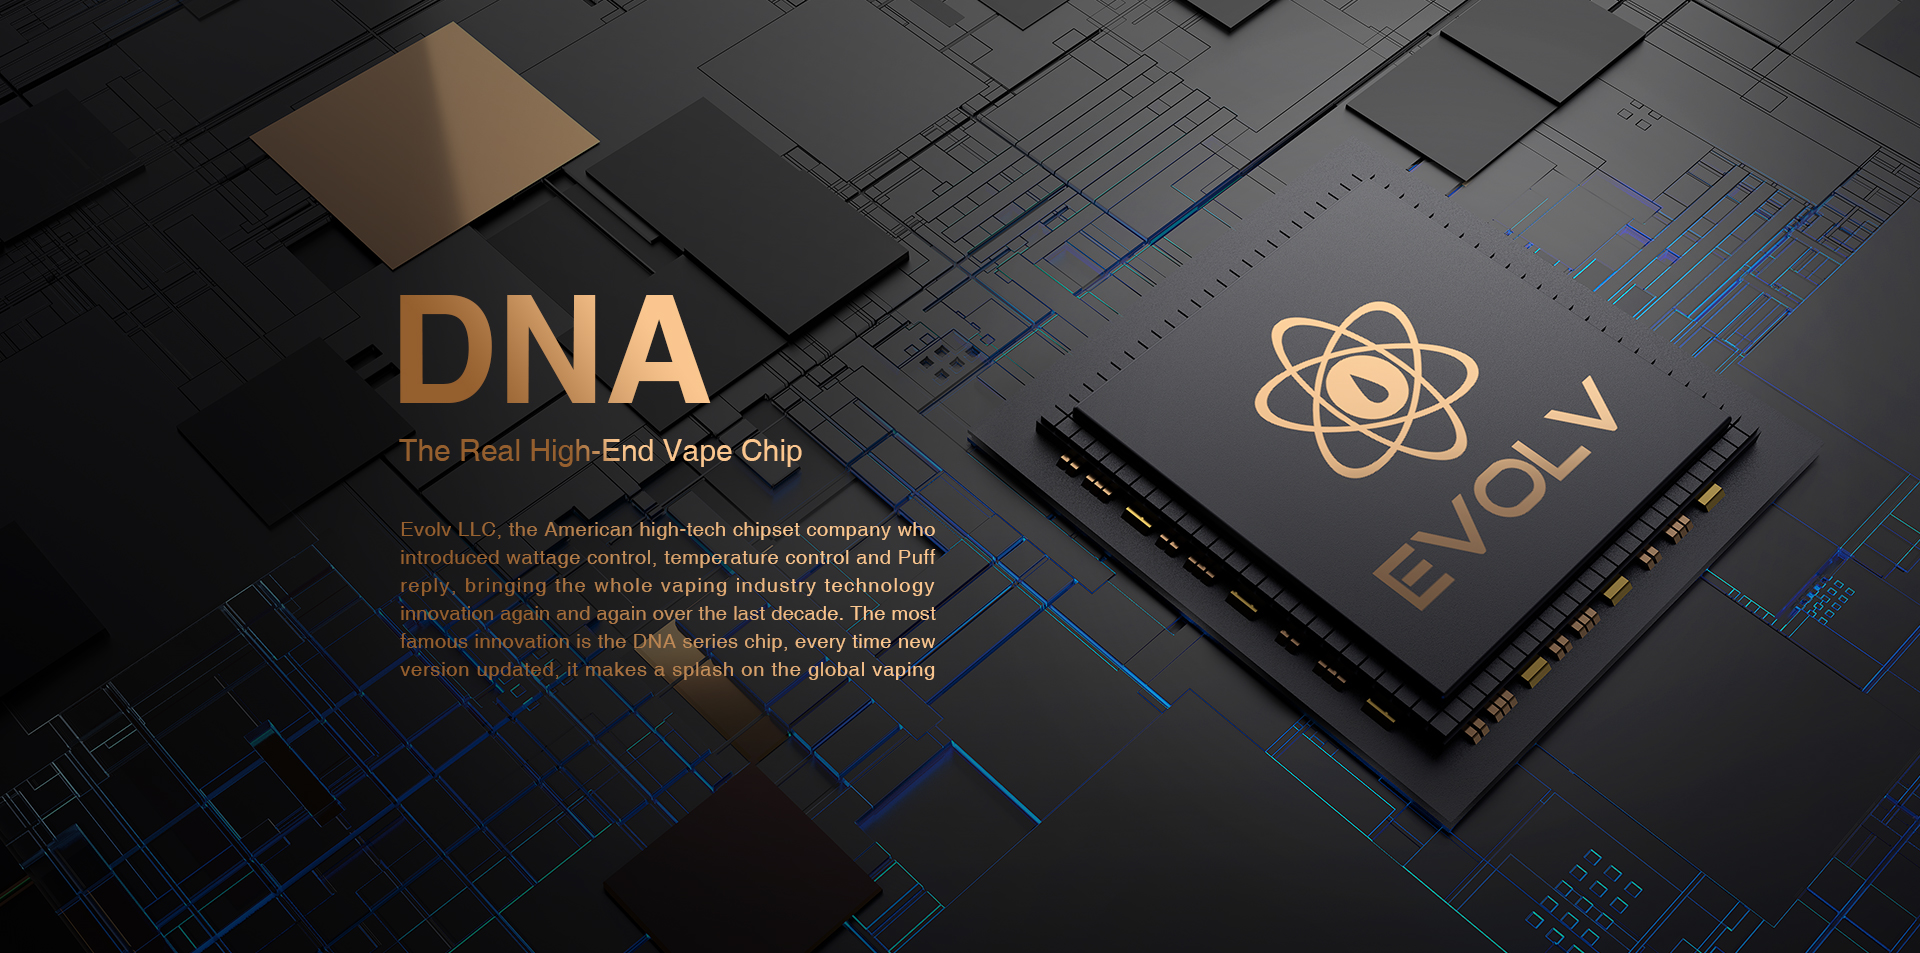 DNA
The Real High-End Vape Chip
Evolv LLC, the American high-tech chipset company who
introduced wattage control, temperature control and Puff
reply, bringing the whole vaping industry technology
innovation again and again over the last decade. The most
famous innovation is the DNA series chip, every time new
version updated, it makes a splash on the global vaping
EVOLV